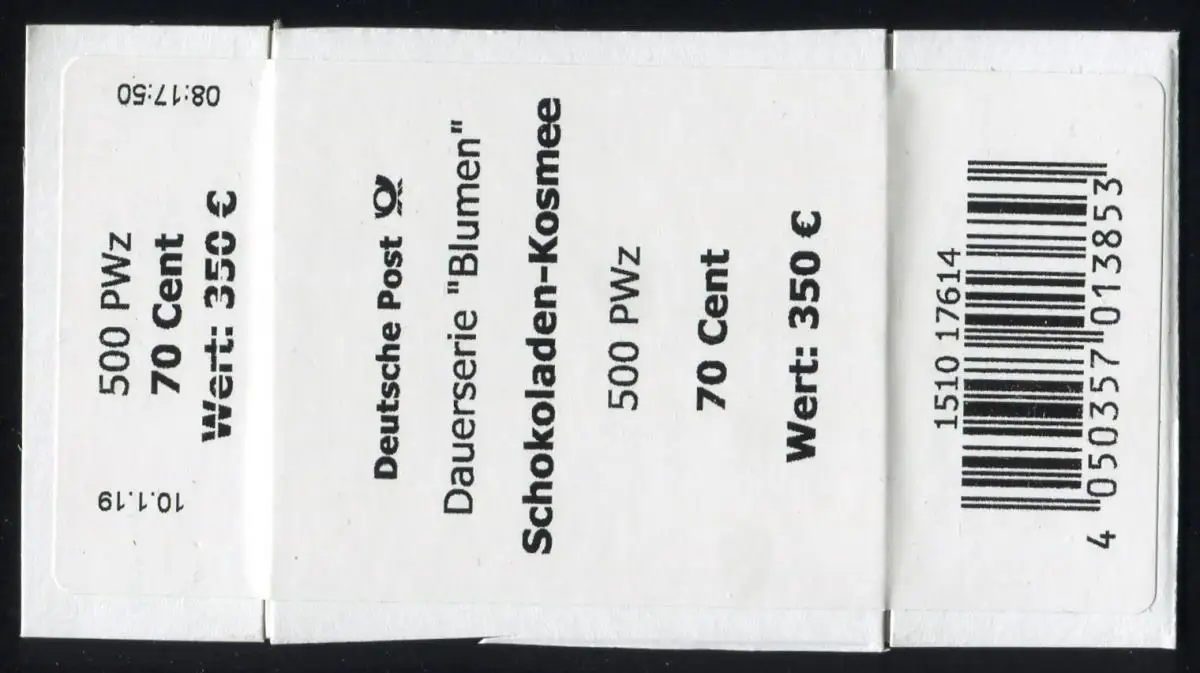 08:17:50
10.1.19
500 PWz
70 Cent
Wert: 350 €
Deutsche Post
Dauerserie "Blumen"
Schokoladen-Kosmee
500 PWz
70 Cent
Wert: 350 €
1510 17614
4 050357 013853